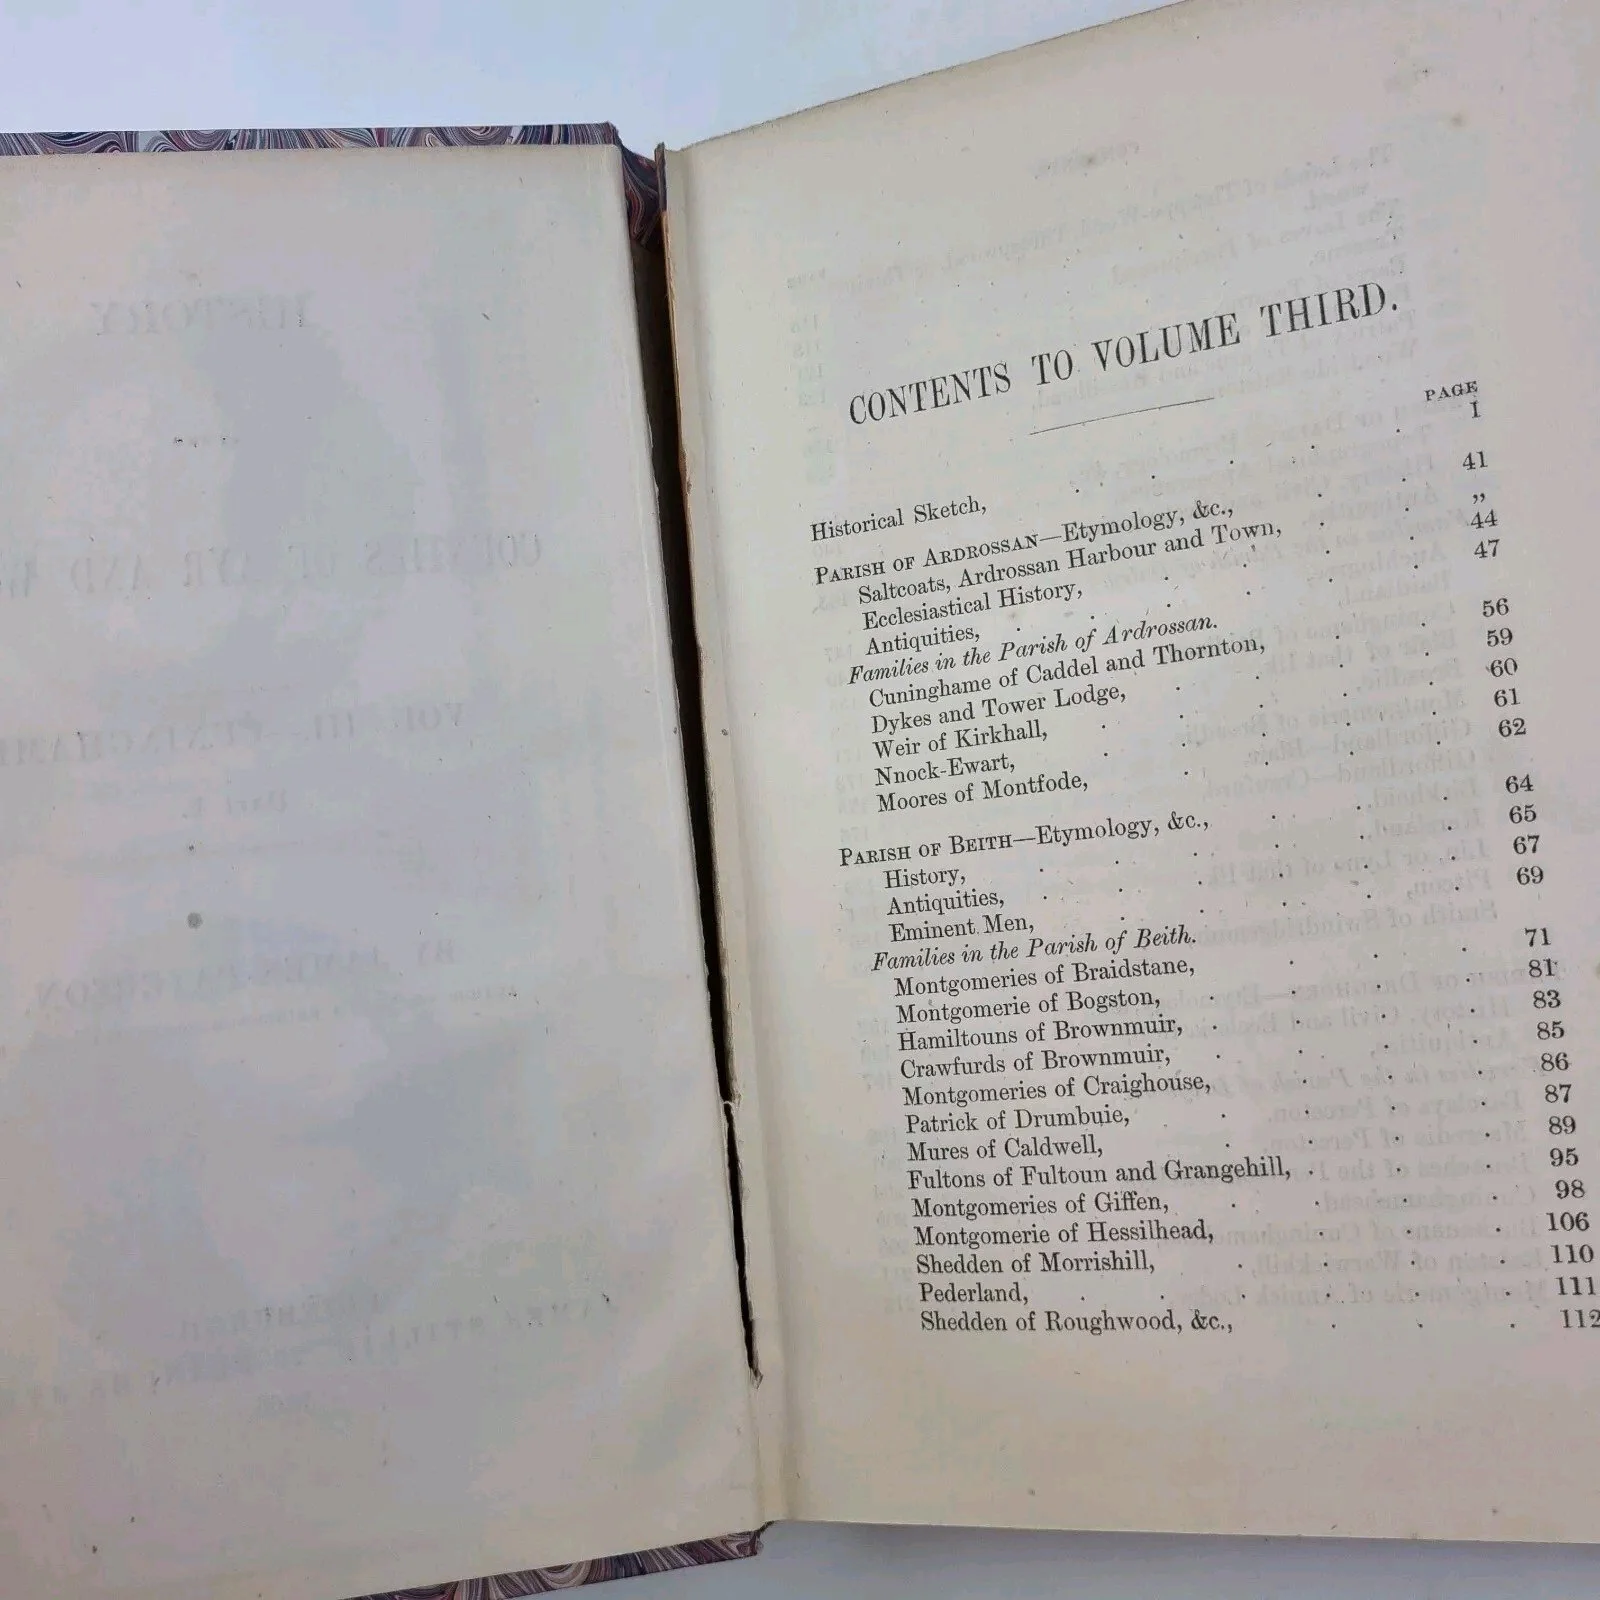 CONTENTS TO VOLUME THIRD.
PAGE
Historical Sketch, . . . . . . . 1
PARISH OF ARDROSSAN—Etymology, &c., . . 41
Saltcoats, Ardrossan Harbour and Town, . . „
Ecclesiastical History, . . . . 44
Antiquities, . . . . . 47
Families in the Parish of Ardrossan.
Cuninghame of Caddel and Thornton, . . 56
Dykes and Tower Lodge, . . . . 59
Weir of Kirkhall, . . . . . 60
Nnock-Ewart, . . . . . 61
Moores of Montfode, . . . . 62
PARISH OF BEITH—Etymology, &c., . . . 64
History, . . . . . . 65
Antiquities, . . . . . . 67
Eminent Men, . . . . . 69
Families in the Parish of Beith.
Montgomeries of Braidstane, . . . 71
Montgomerie of Bogston, . . . . 81
Hamiltouns of Brownmuir, . . . . 83
Crawfurds of Brownmuir, . . . . 85
Montgomeries of Craighouse, . . . 86
Patrick of Drumbuie, . . . . 87
Mures of Caldwell, . . . . 89
Fultons of Fultoun and Grangehill, . . . 95
Montgomeries of Giffen, . . . . 98
Montgomerie of Hessilhead, . . . 106
Shedden of Morrishill, . . . . 110
Pederland, . . . . . . 111
Shedden of Roughwood, &c., . . . 112